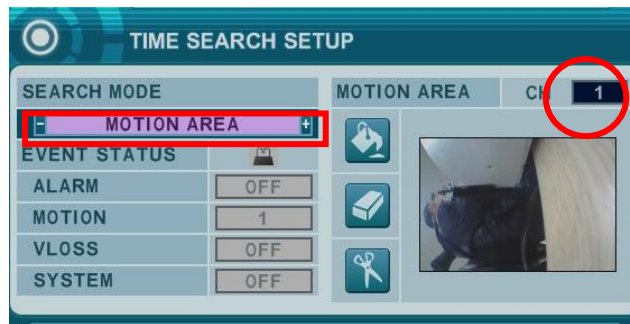 TIME SEARCH SETUP
SEARCH MODE
- MOTION AREA +
EVENT STATUS
ALARM OFF
MOTION 1
VLOSS OFF
SYSTEM OFF
MOTION AREA CH 1